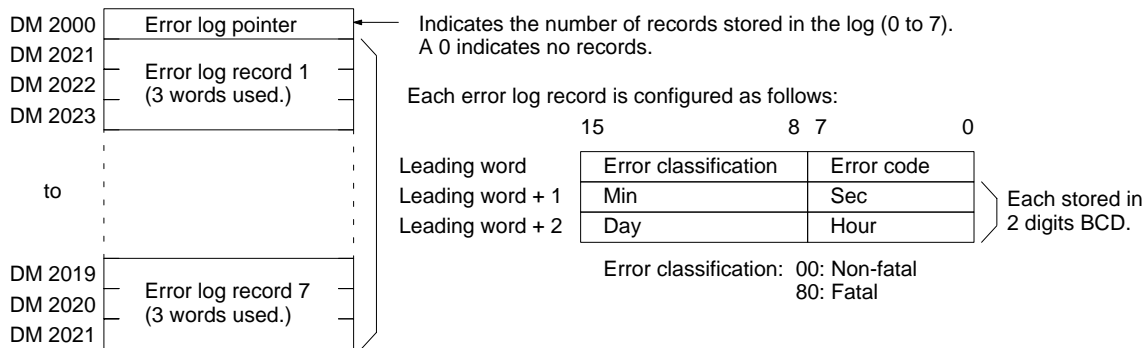 DM 2000 Error log pointer
Indicates the number of records stored in the log (0 to 7).
A 0 indicates no records.
DM 2021
DM 2022
DM 2023
Error log record 1
(3 words used.)
to
DM 2019
DM 2020
DM 2021
Error log record 7
(3 words used.)
Each error log record is configured as follows:
15 8 7 0
Leading word Error classification Error code
Leading word + 1 Min Sec
Leading word + 2 Day Hour
Each stored in
2 digits BCD.
Error classification: 00: Non-fatal
80: Fatal